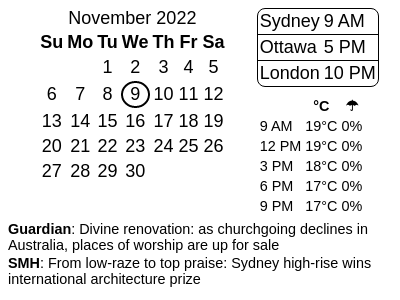 November 2022
Su Mo Tu We Th Fr Sa
1 2 3 4 5
6 7 8 9 10 11 12
13 14 15 16 17 18 19
20 21 22 23 24 25 26
27 28 29 30
Sydney 9 AM
Ottawa 5 PM
London 10 PM
°C ☂
9 AM 19°C 0%
12 PM 19°C 0%
3 PM 18°C 0%
6 PM 17°C 0%
9 PM 17°C 0%
Guardian: Divine renovation: as churchgoing declines in
Australia, places of worship are up for sale
SMH: From low-raze to top praise: Sydney high-rise wins
international architecture prize